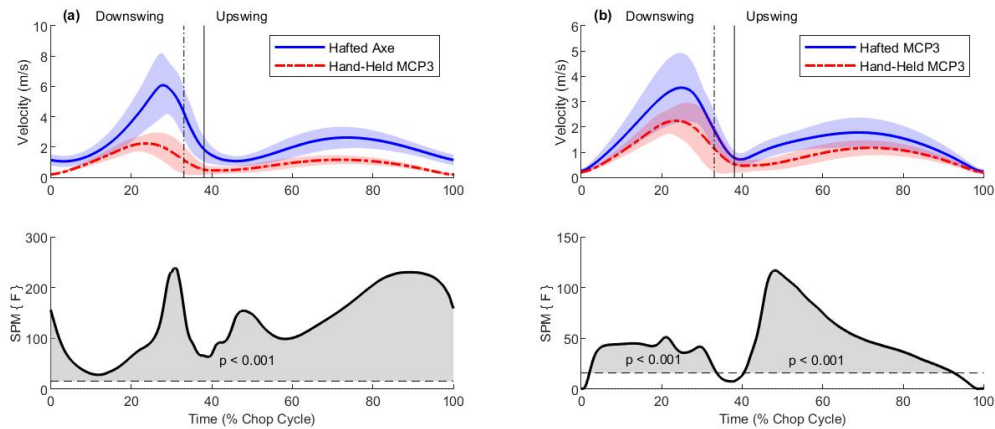 (a) Downswing Upswing
10
8
6
4
2
0
Velocity (m/s)
Hafted Axe
Hand-Held MCP3
0 20 40 60 80 100
(b) Downswing Upswing
6
5
4
3
2
1
0
Velocity (m/s)
Hafted MCP3
Hand-Held MCP3
0 20 40 60 80 100
300
200
100
0
SPM { F }
p < 0.001
0 20 40 60 80 100
Time (% Chop Cycle)
150
100
50
0
SPM { F }
p < 0.001 p < 0.001
0 20 40 60 80 100
Time (% Chop Cycle)